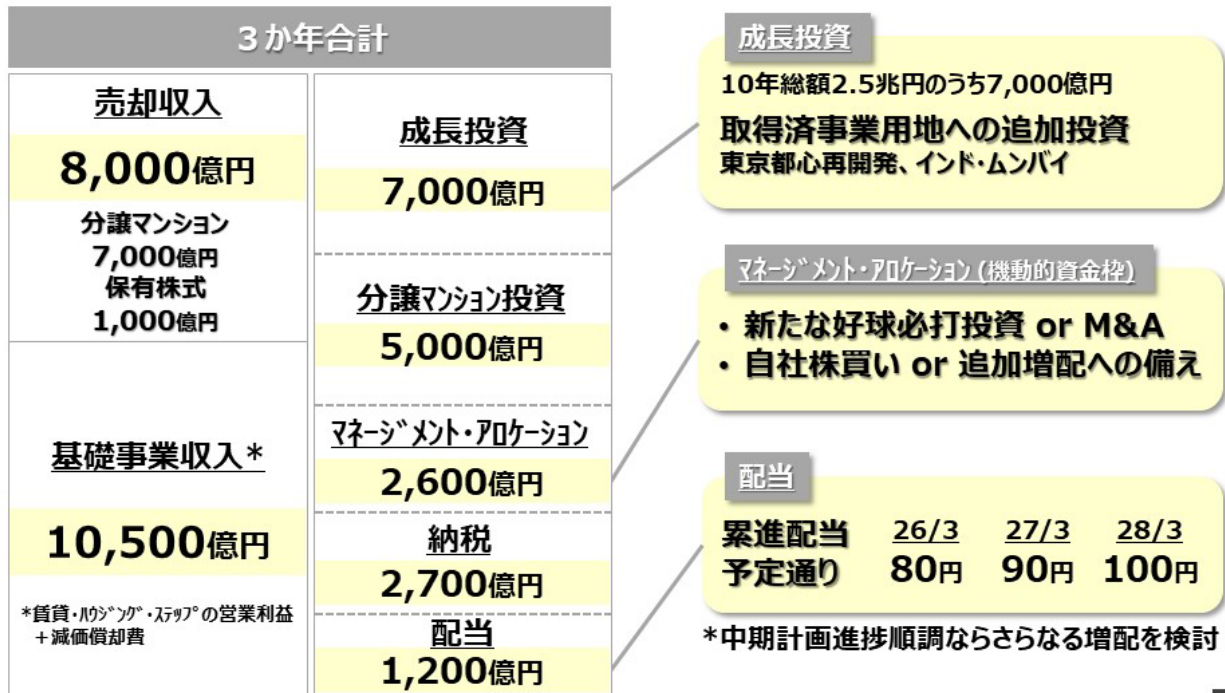 3か年合計
売却収入
8,000億円
分譲マンション
7,000億円
保有株式
1,000億円
基礎事業収入*
10,500億円
*賃貸・ﾊｳｼﾞﾝｸﾞ・ｽﾃｯﾌﾟの営業利益
+減価償却費
成長投資
7,000億円
分譲ﾏﾝｼｮﾝ投資
5,000億円
ﾏﾈｰｼﾞﾒﾝﾄ・ｱﾛｹｰｼｮﾝ
2,600億円
納税
2,700億円
配当
1,200億円
成長投資
10年総額2.5兆円のうち7,000億円
取得済事業用地への追加投資
東京都心再開発、インド・ムンバイ
ﾏﾈｰｼﾞﾒﾝﾄ・ｱﾛｹｰｼｮﾝ (機動的資金枠)
• 新たな好球必打投資 or M&A
• 自社株買い or 追加増配への備え
配当
累進配当 26/3 27/3 28/3
予定通り 80円 90円 100円
*中期計画進捗順調ならさらなる増配を検討